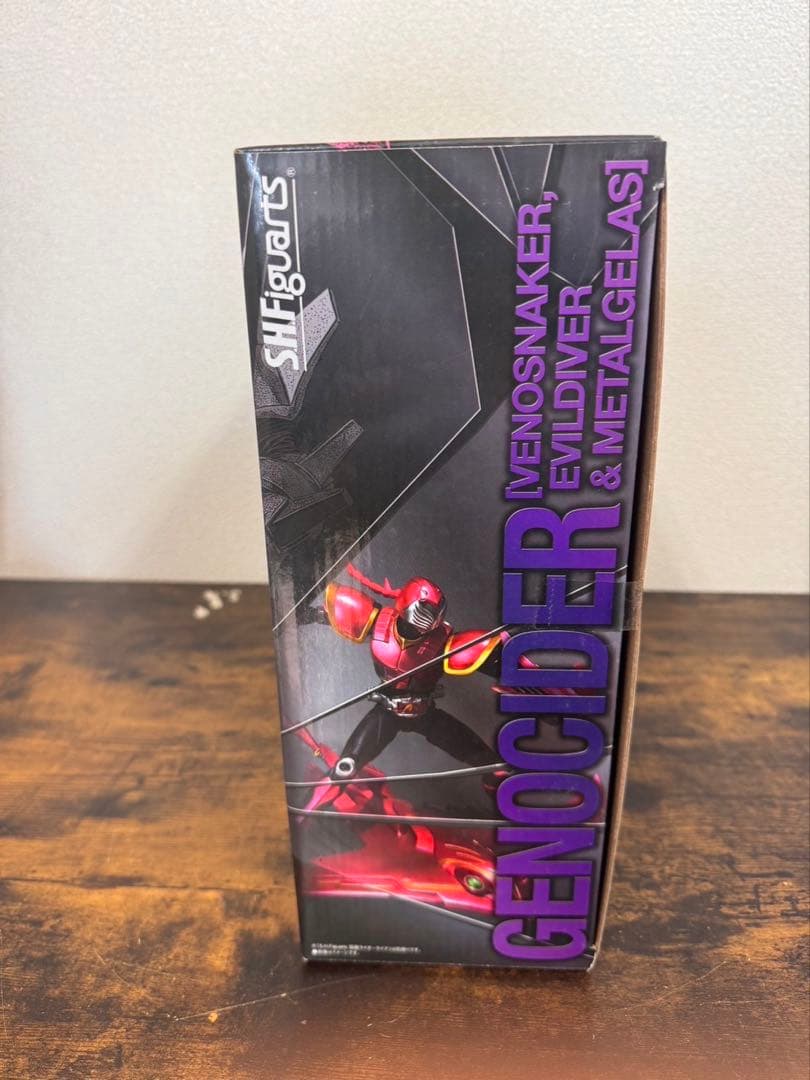 S.H.Figuarts®
GENOCIDER
[VENOSNAKER,
EVILDIVER
& METALGELAS]